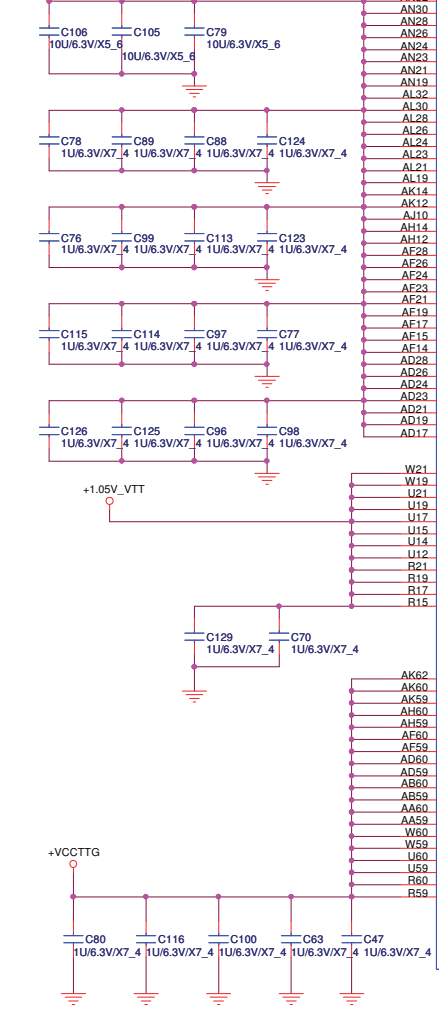 AN30
AN28
AN26
AN24
AN23
AN21
AN19
AL32
AL30
AL28
AL26
AL24
AL23
AL21
AL19
AK14
AK12
AJ10
AH14
AH12
AF28
AF26
AF24
AF23
AF21
AF19
AF17
AF15
AF14
AD28
AD26
AD24
AD23
AD21
AD19
AD17
C106 C105 C79
10U/6.3V/X5_6 10U/6.3V/X5_6 10U/6.3V/X5_6
C78 C89 C88 C124
1U/6.3V/X7_4 1U/6.3V/X7_4 1U/6.3V/X7_4 1U/6.3V/X7_4
C76 C99 C113 C123
1U/6.3V/X7_4 1U/6.3V/X7_4 1U/6.3V/X7_4 1U/6.3V/X7_4
C115 C114 C97 C77
1U/6.3V/X7_4 1U/6.3V/X7_4 1U/6.3V/X7_4 1U/6.3V/X7_4
C126 C125 C96 C98
1U/6.3V/X7_4 1U/6.3V/X7_4 1U/6.3V/X7_4 1U/6.3V/X7_4
+1.05V_VTT
W21
W19
U21
U19
U17
U15
U14
U12
R21
R19
R17
R15
C129 C70
1U/6.3V/X7_4 1U/6.3V/X7_4
AK62
AK60
AK59
AH60
AH59
AF60
AF59
AD60
AD59
AB60
AB59
AA60
AA59
W60
W59
U60
U59
R60
R59
+VCCTTG
C80 C116 C100 C63 C47
1U/6.3V/X7_4 1U/6.3V/X7_4 1U/6.3V/X7_4 1U/6.3V/X7_4 1U/6.3V/X7_4